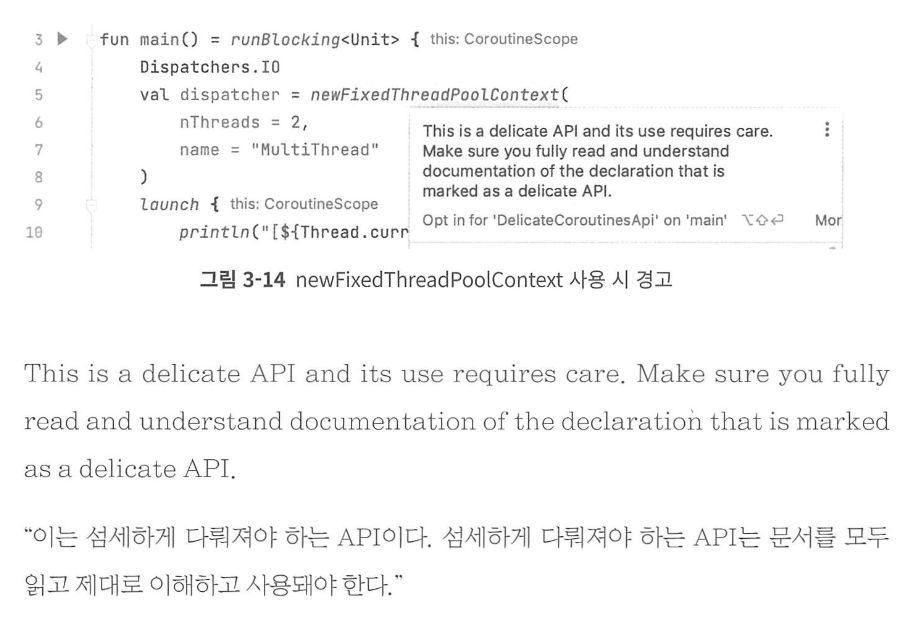 3 fun main() = runBlocking<Unit> { this: CoroutineScope
4 Dispatchers.IO
5 val dispatcher = newFixedThreadPoolContext(
6 nThreads = 2,
7 name = "MultiThread"
8 )
9 launch { this: CoroutineScope
10 println("[${Thread.curr
This is a delicate API and its use requires care.
Make sure you fully read and understand
documentation of the declaration that is
marked as a delicate API.
Opt in for 'DelicateCoroutinesApi' on 'main' ⌥⇧⏎ Mor
그림 3-14 newFixedThreadPoolContext 사용 시 경고
This is a delicate API and its use requires care. Make sure you fully
read and understand documentation of the declaration that is marked
as a delicate API.
“이는 섬세하게 다뤄져야 하는 API이다. 섬세하게 다뤄져야 하는 API는 문서를 모두
읽고 제대로 이해하고 사용돼야 한다.”